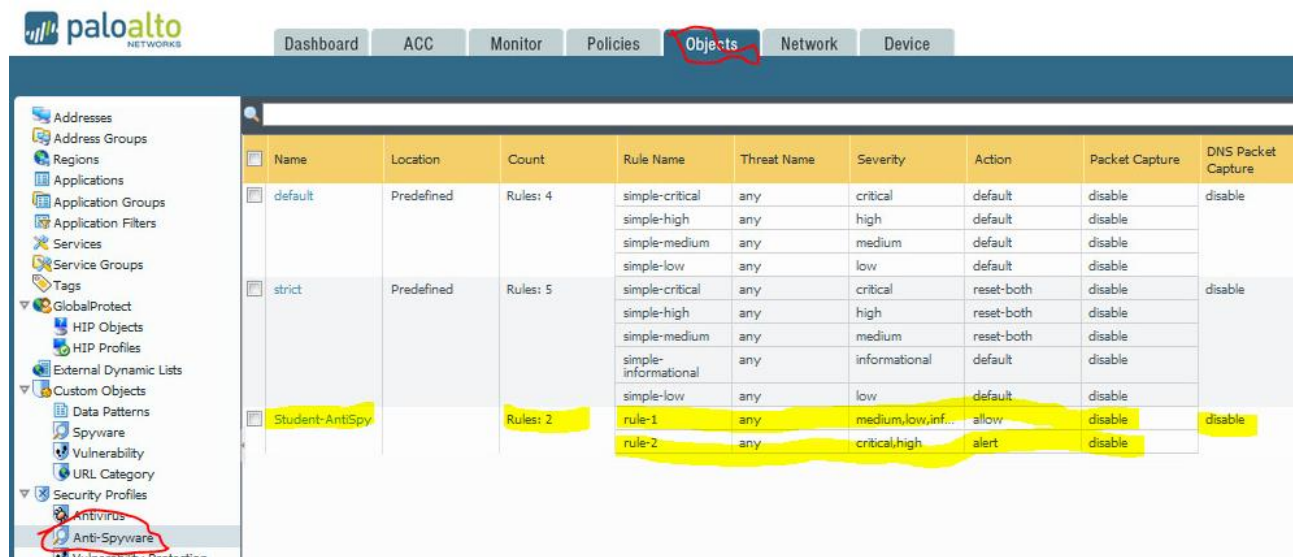 paloalto
NETWORKS
Dashboard ACC Monitor Policies Objects Network Device
Addresses
Address Groups
Regions
Applications
Application Groups
Application Filters
Services
Service Groups
Tags
GlobalProtect
HIP Objects
HIP Profiles
External Dynamic Lists
Custom Objects
Data Patterns
Spyware
Vulnerability
URL Category
Security Profiles
Antivirus
Anti-Spyware
Vulnerability Protection
Name Location Count Rule Name Threat Name Severity Action Packet Capture DNS Packet Capture
default Predefined Rules: 4 simple-critical any critical default disable disable
simple-high any high default disable
simple-medium any medium default disable
simple-low any low default disable
strict Predefined Rules: 5 simple-critical any critical reset-both disable disable
simple-high any high reset-both disable
simple-medium any medium reset-both disable
simple-informational any informational default disable
simple-low any low default disable
Student-AntiSpy Rules: 2 rule-1 any medium,low,inf... allow disable disable
rule-2 any critical,high alert disable